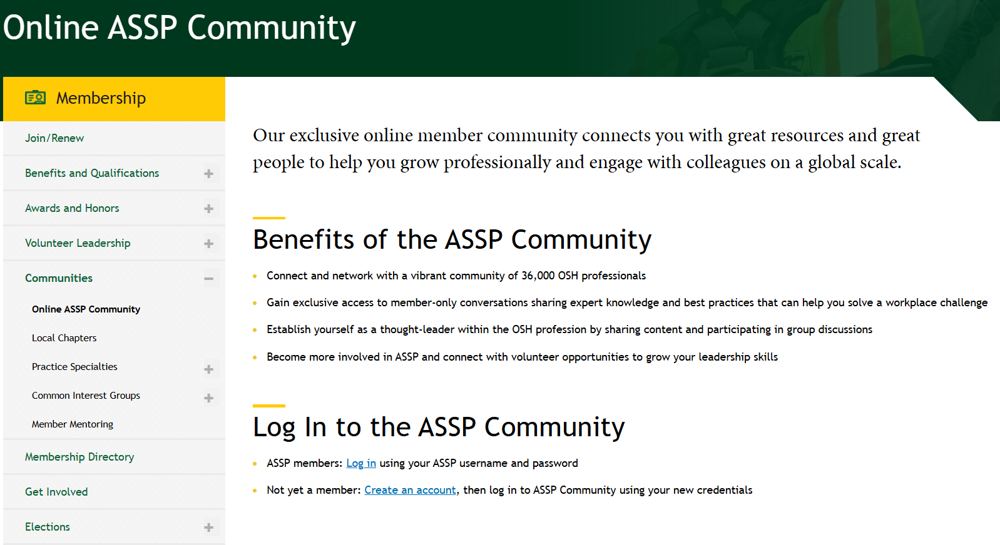 Online ASSP Community
Membership
Join/Renew
Benefits and Qualifications
Awards and Honors
Volunteer Leadership
Communities
Online ASSP Community
Local Chapters
Practice Specialties
Common Interest Groups
Member Mentoring
Membership Directory
Get Involved
Elections
Our exclusive online member community connects you with great resources and great
people to help you grow professionally and engage with colleagues on a global scale.
Benefits of the ASSP Community
Connect and network with a vibrant community of 36,000 OSH professionals
Gain exclusive access to member-only conversations sharing expert knowledge and best practices that can help you solve a workplace challenge
Establish yourself as a thought-leader within the OSH profession by sharing content and participating in group discussions
Become more involved in ASSP and connect with volunteer opportunities to grow your leadership skills
Log In to the ASSP Community
ASSP members: Log in using your ASSP username and password
Not yet a member: Create an account, then log in to ASSP Community using your new credentials